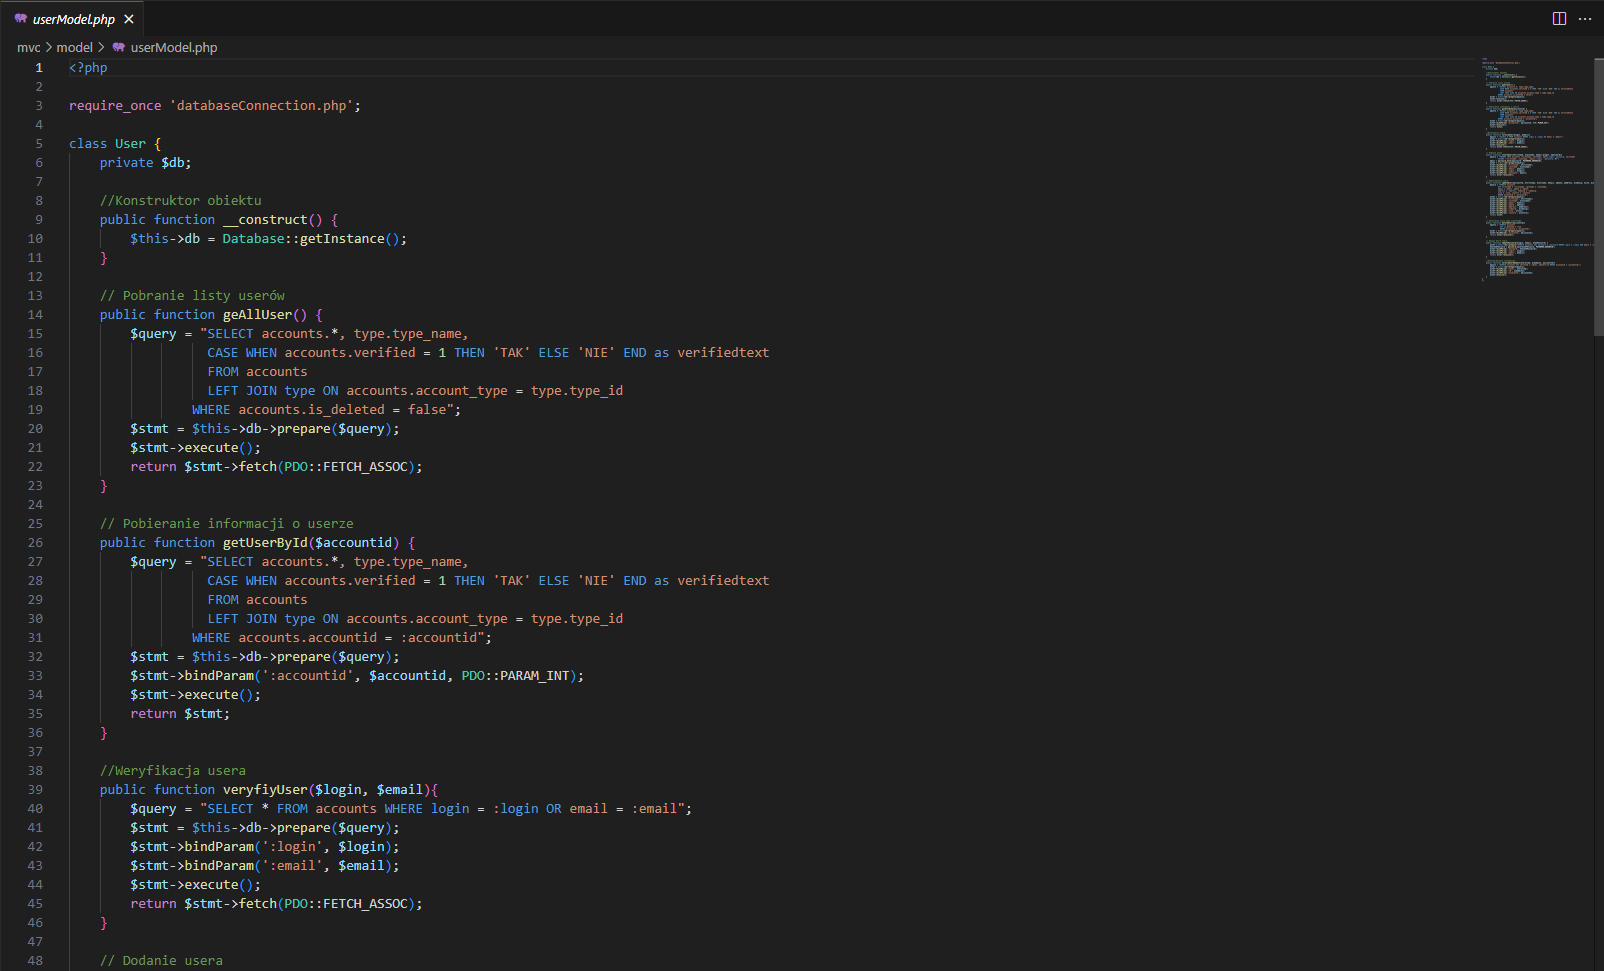 userModel.php
mvc > model > userModel.php
1 <?php
2
3 require_once 'databaseConnection.php';
4
5 class User {
6 private $db;
7
8 //Konstruktor obiektu
9 public function __construct() {
10 $this->db = Database::getInstance();
11 }
12
13 // Pobranie listy userów
14 public function geAllUser() {
15 $query = "SELECT accounts.*, type.type_name,
16 CASE WHEN accounts.verified = 1 THEN 'TAK' ELSE 'NIE' END as verifiedtext
17 FROM accounts
18 LEFT JOIN type ON accounts.account_type = type.type_id
19 WHERE accounts.is_deleted = false";
20 $stmt = $this->db->prepare($query);
21 $stmt->execute();
22 return $stmt->fetch(PDO::FETCH_ASSOC);
23 }
24
25 // Pobieranie informacji o userze
26 public function getUserById($accountid) {
27 $query = "SELECT accounts.*, type.type_name,
28 CASE WHEN accounts.verified = 1 THEN 'TAK' ELSE 'NIE' END as verifiedtext
29 FROM accounts
30 LEFT JOIN type ON accounts.account_type = type.type_id
31 WHERE accounts.accountid = :accountid";
32 $stmt = $this->db->prepare($query);
33 $stmt->bindParam(':accountid', $accountid, PDO::PARAM_INT);
34 $stmt->execute();
35 return $stmt;
36 }
37
38 //Weryfikacja usera
39 public function veryfiyUser($login, $email){
40 $query = "SELECT * FROM accounts WHERE login = :login OR email = :email";
41 $stmt = $this->db->prepare($query);
42 $stmt->bindParam(':login', $login);
43 $stmt->bindParam(':email', $email);
44 $stmt->execute();
45 return $stmt->fetch(PDO::FETCH_ASSOC);
46 }
47
48 // Dodanie usera